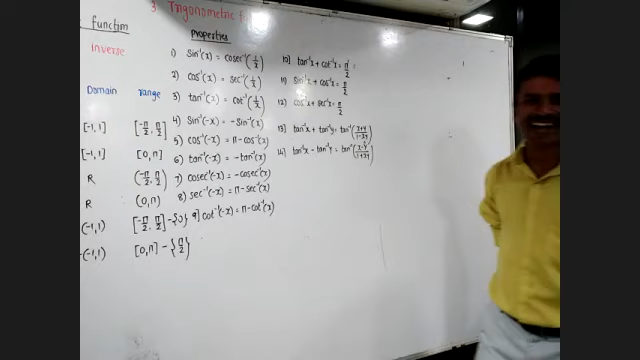 3 Trigonometric
function
inverse
Domain range
[-1,1] [-π/2, π/2]
[-1,1] [0,π]
R (-π/2, π/2)
R (0,π)
(-1,1) [-π/2, π/2] - {0}
-(-1,1) [0,π] - {π/2}
properties
1) sin⁻¹(x) = cosec⁻¹(1/x)
2) cos⁻¹(x) = sec⁻¹(1/x)
3) tan⁻¹(x) = cot⁻¹(1/x)
4) sin⁻¹(-x) = -sin⁻¹(x)
5) cos⁻¹(-x) = π-cos⁻¹(x)
6) tan⁻¹(-x) = -tan⁻¹(x)
7) cosec⁻¹(-x) = -cosec⁻¹(x)
8) sec⁻¹(-x) = π-sec⁻¹(x)
9] cot⁻¹(-x) = π-cot⁻¹(x)
10) tan⁻¹x + cot⁻¹x = π/2
11) sin⁻¹x + cos⁻¹x = π/2
12) cos⁻¹x + sec⁻¹x = π/2
13) tan⁻¹x + tan⁻¹y = tan⁻¹(x+y/1-xy)
14) tan⁻¹x - tan⁻¹y = tan⁻¹(x-y/1+xy)